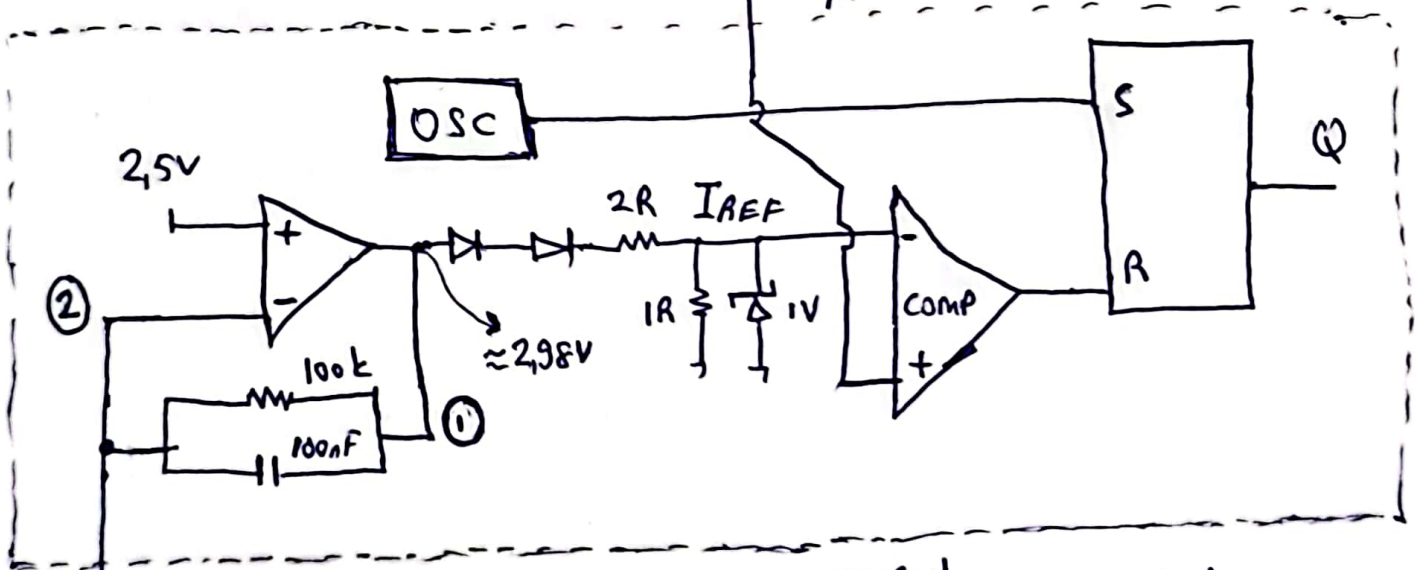 OSC
S
Q
2,5V
2R
IREF
+
-
-
②
1R
1V
COMP
R
≈2,98V
+
100k
①
100nF